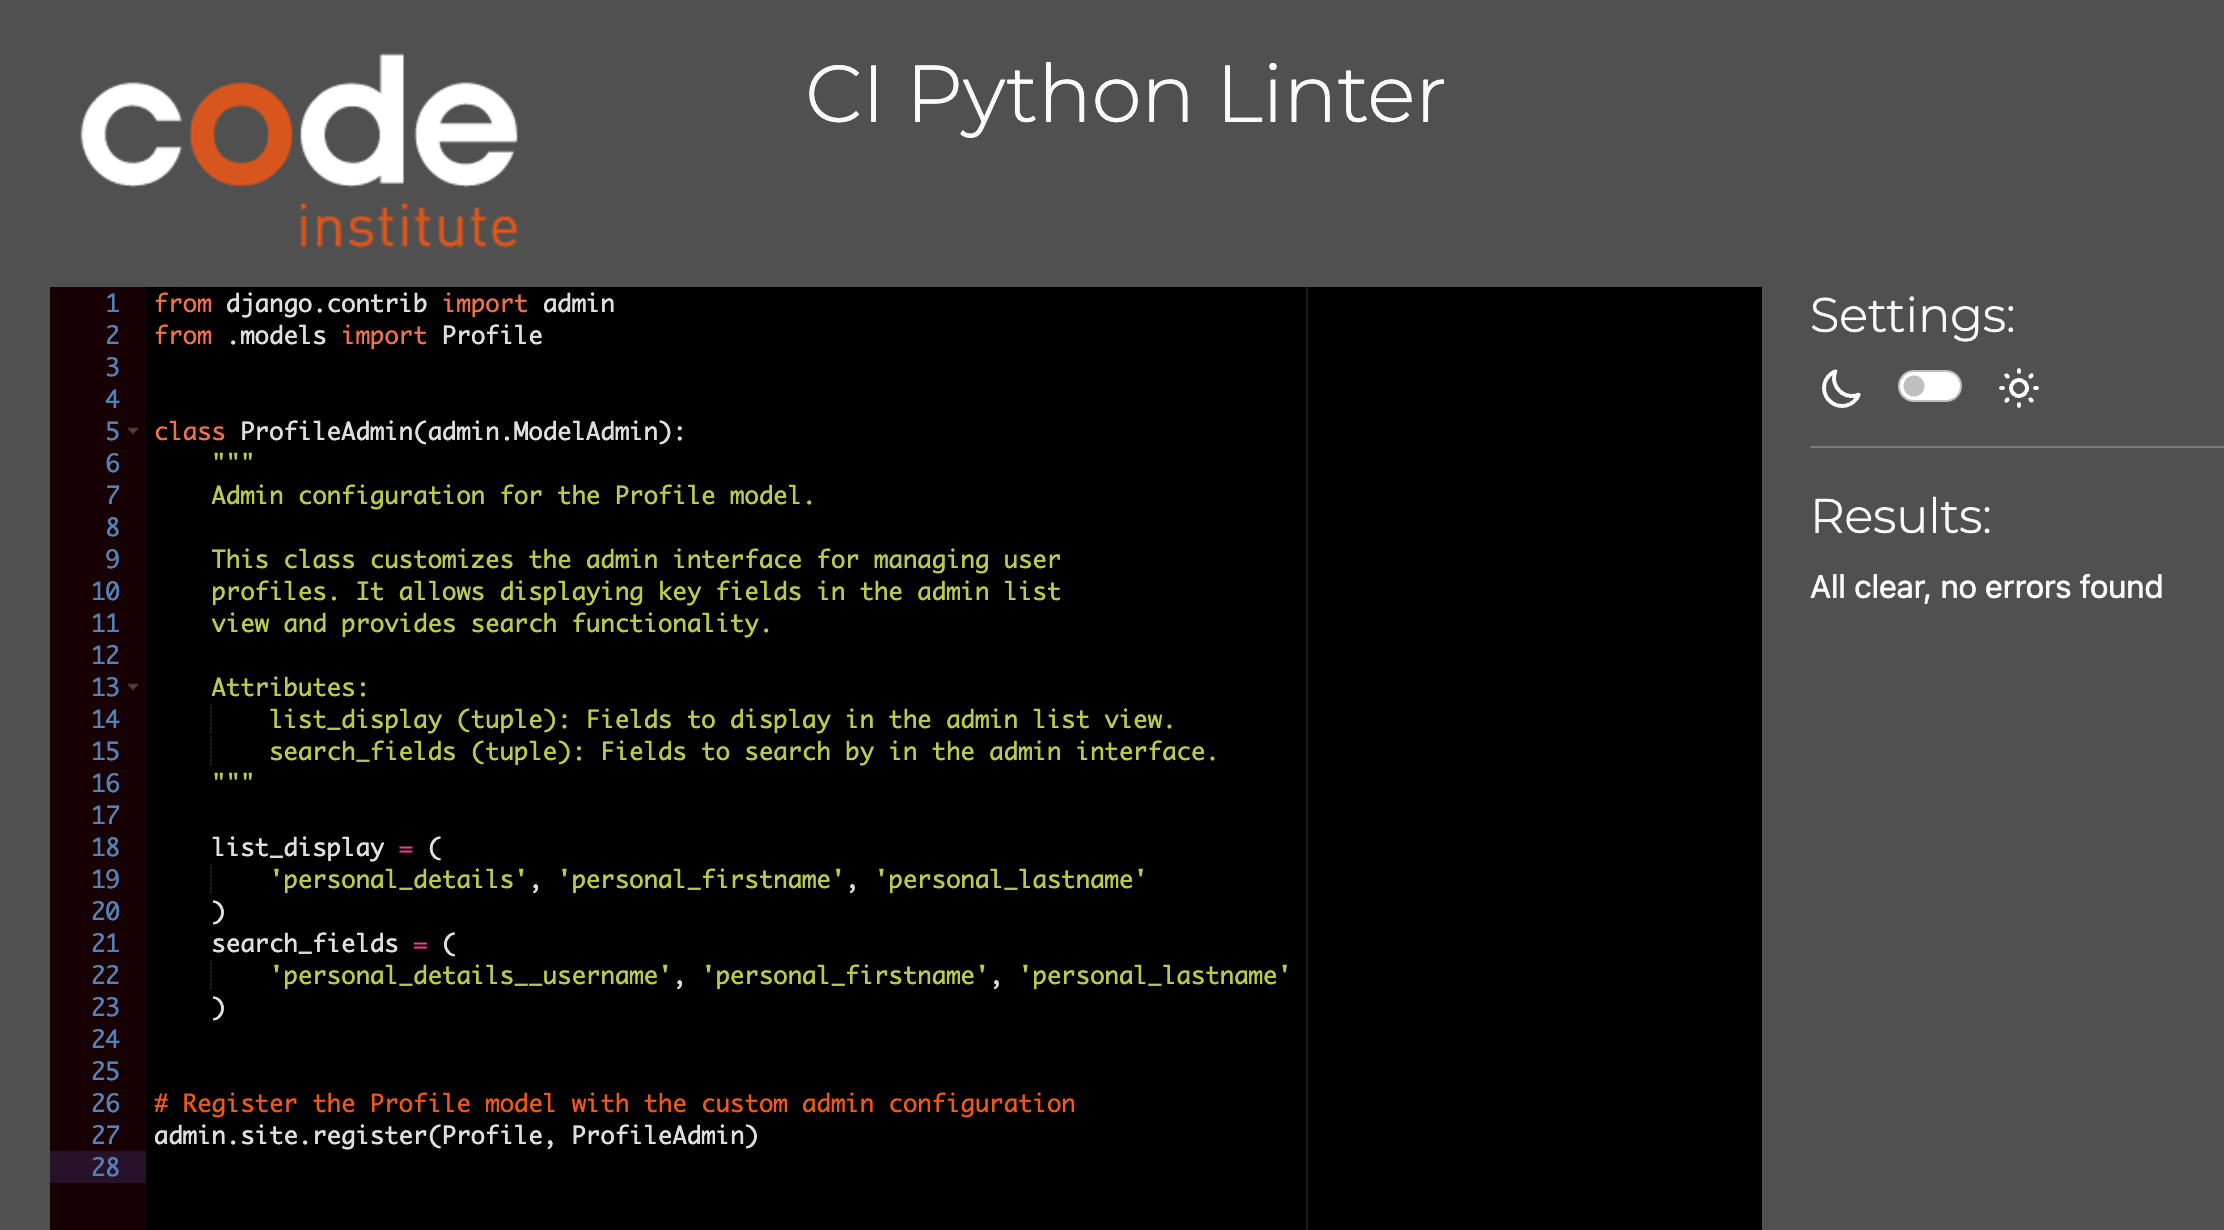 code
institute
CI Python Linter
1 from django.contrib import admin
2 from .models import Profile
3
4
5 class ProfileAdmin(admin.ModelAdmin):
6     """
7     Admin configuration for the Profile model.
8
9     This class customizes the admin interface for managing user
10     profiles. It allows displaying key fields in the admin list
11     view and provides search functionality.
12
13     Attributes:
14         list_display (tuple): Fields to display in the admin list view.
15         search_fields (tuple): Fields to search by in the admin interface.
16     """
17
18     list_display = (
19         'personal_details', 'personal_firstname', 'personal_lastname'
20     )
21     search_fields = (
22         'personal_details__username', 'personal_firstname', 'personal_lastname'
23     )
24
25
26 # Register the Profile model with the custom admin configuration
27 admin.site.register(Profile, ProfileAdmin)
28
Settings:
Results:
All clear, no errors found